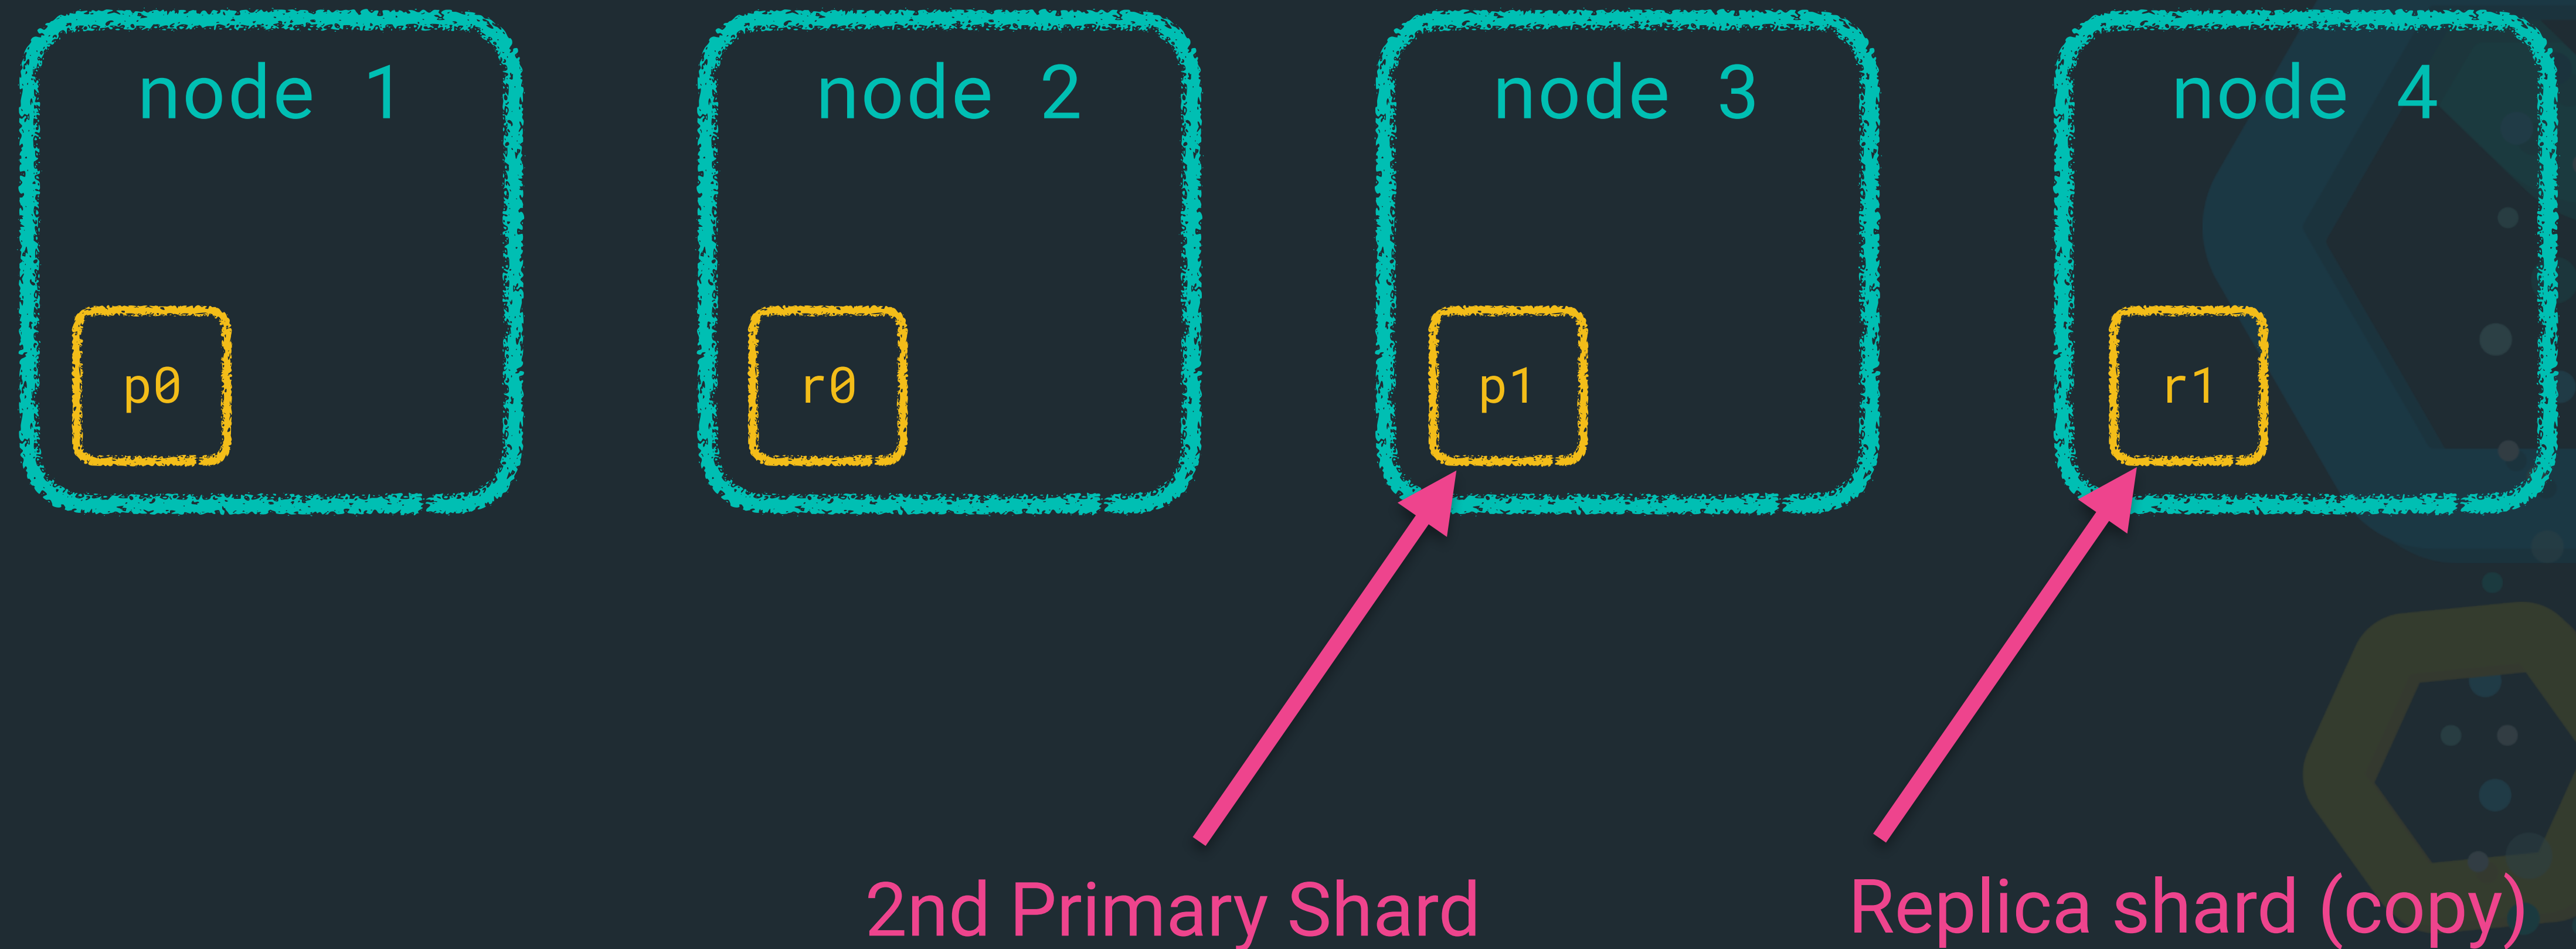 node 1
node 2
node 3
node 4
p0
r0
p1
r1
2nd Primary Shard
Replica shard (copy)